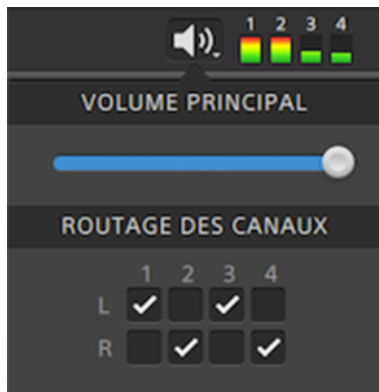 1 2 3 4
VOLUME PRINCIPAL
ROUTAGE DES CANAUX
1 2 3 4
L
R